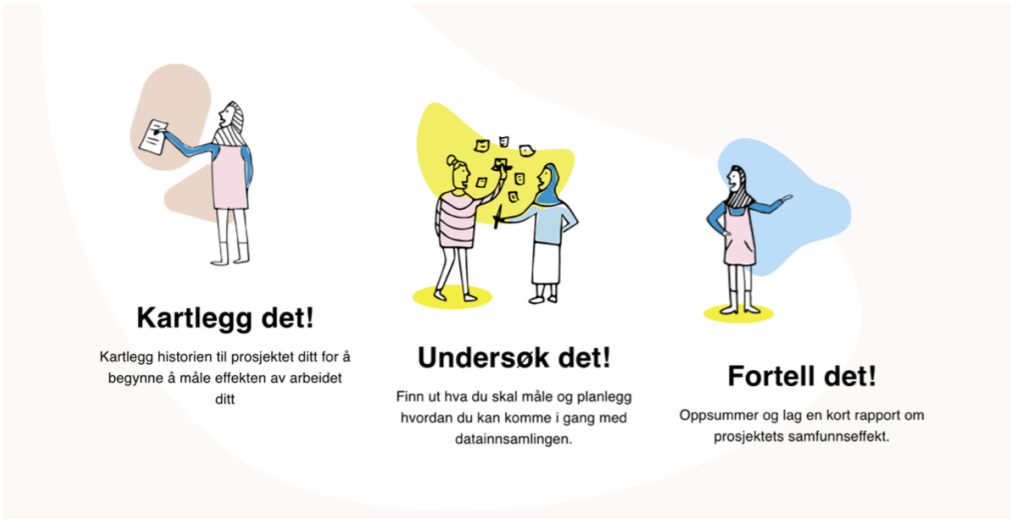 Kartlegg det!
Kartlegg historien til prosjektet ditt for å
begynne å måle effekten av arbeidet
ditt
Undersøk det!
Finn ut hva du skal måle og planlegg
hvordan du kan komme i gang med
datainnsamlingen.
Fortell det!
Oppsummer og lag en kort rapport om
prosjektets samfunnseffekt.